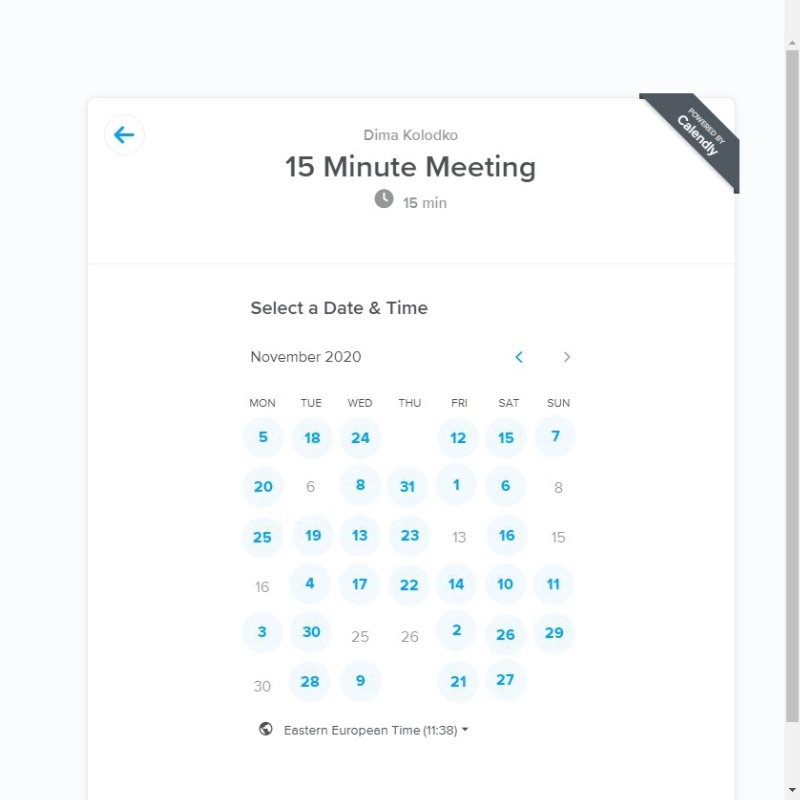 POWERED BY
Calendly
Dima Kolodko
15 Minute Meeting
15 min
Select a Date & Time
November 2020
MON TUE WED THU FRI SAT SUN
5 18 24 12 15 7
20 6 8 31 1 6 8
25 19 13 23 13 16 15
16 4 17 22 14 10 11
3 30 25 26 2 26 29
30 28 9 21 27
Eastern European Time (11:38)